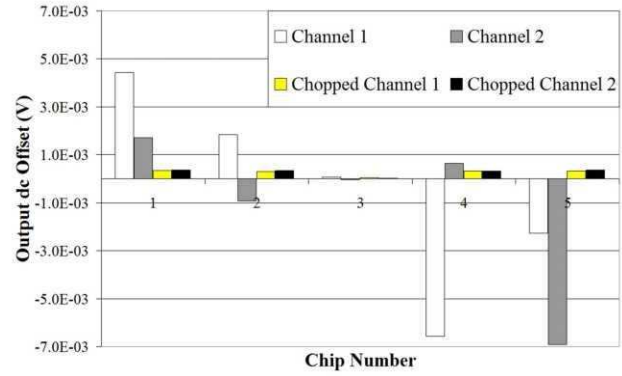 7.0E-03
5.0E-03
3.0E-03
1.0E-03
-1.0E-03
-3.0E-03
-5.0E-03
-7.0E-03
Output dc Offset (V)
Channel 1
Channel 2
Chopped Channel 1
Chopped Channel 2
1 2 3 4 5
Chip Number